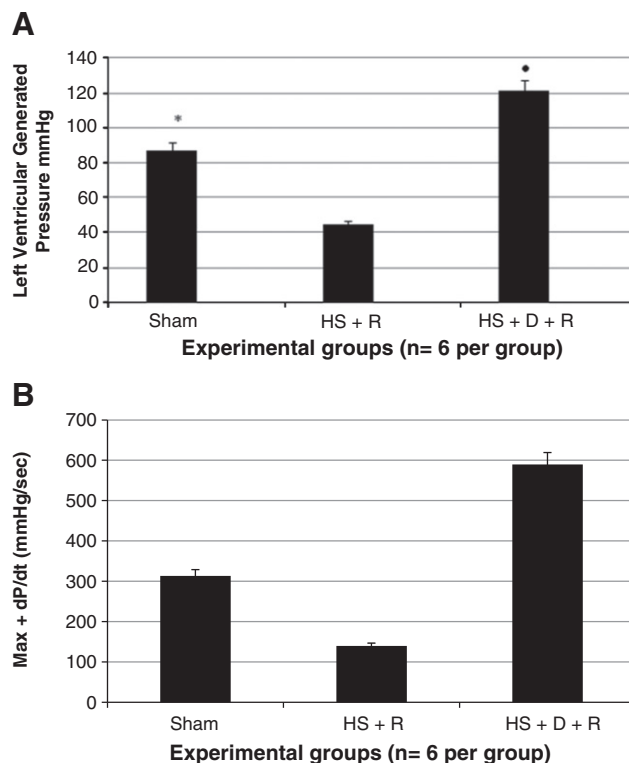 A
Left Ventricular Generated
Pressure mmHg
140
120
100
80
60
40
20
0
*
Sham
HS + R
HS + D + R
Experimental groups (n= 6 per group)
B
Max + dP/dt (mmHg/sec)
700
600
500
400
300
200
100
0
Sham
HS + R
HS + D + R
Experimental groups (n= 6 per group)